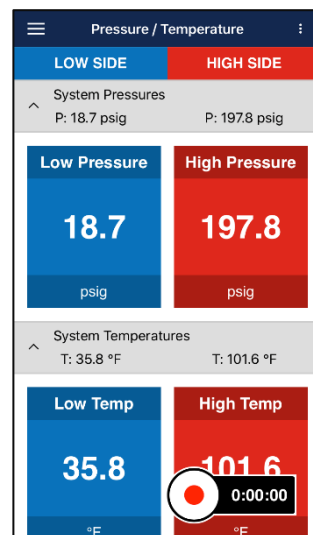 Pressure / Temperature
LOW SIDE HIGH SIDE
System Pressures
P: 18.7 psig P: 197.8 psig
Low Pressure High Pressure
18.7 197.8
psig psig
System Temperatures
T: 35.8 °F T: 101.6 °F
Low Temp High Temp
35.8 101.6
0:00:00
°F °F